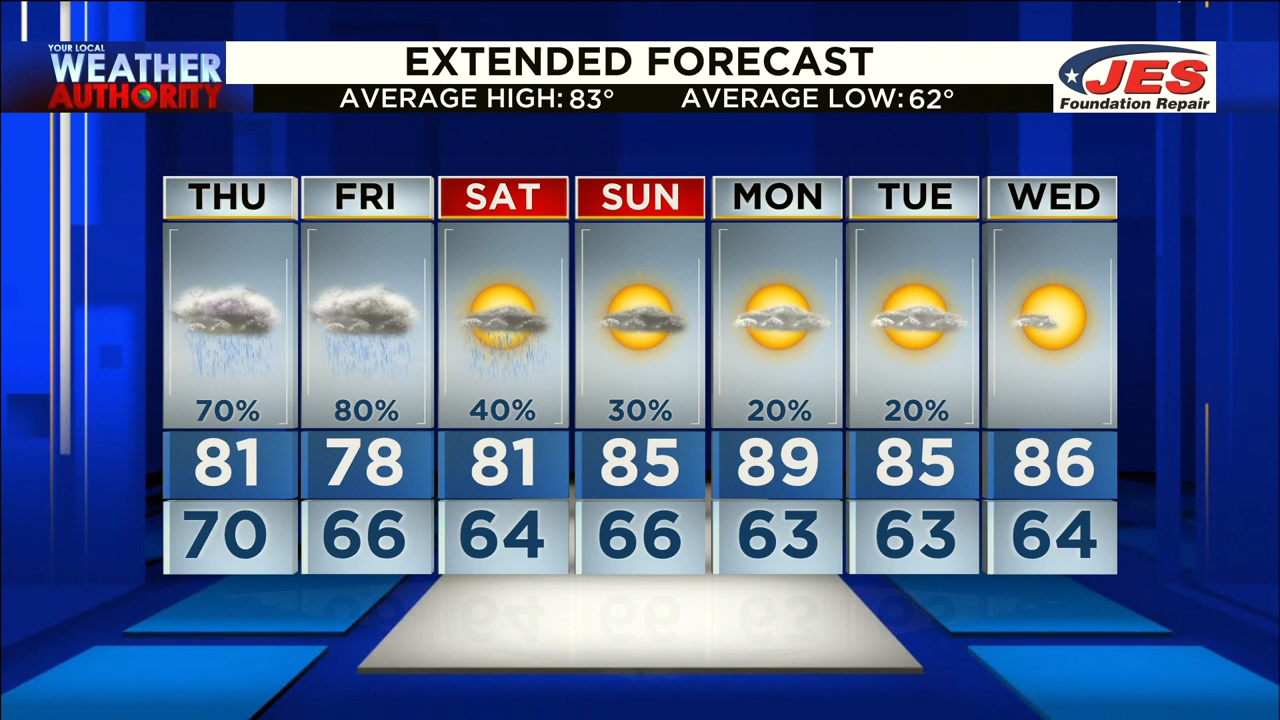 YOUR LOCAL
WEATHER
AUTHORITY
EXTENDED FORECAST
AVERAGE HIGH: 83° AVERAGE LOW: 62°
JES
Foundation Repair
THU FRI SAT SUN MON TUE WED
70% 80% 40% 30% 20% 20%
81 78 81 85 89 85 86
70 66 64 66 63 63 64